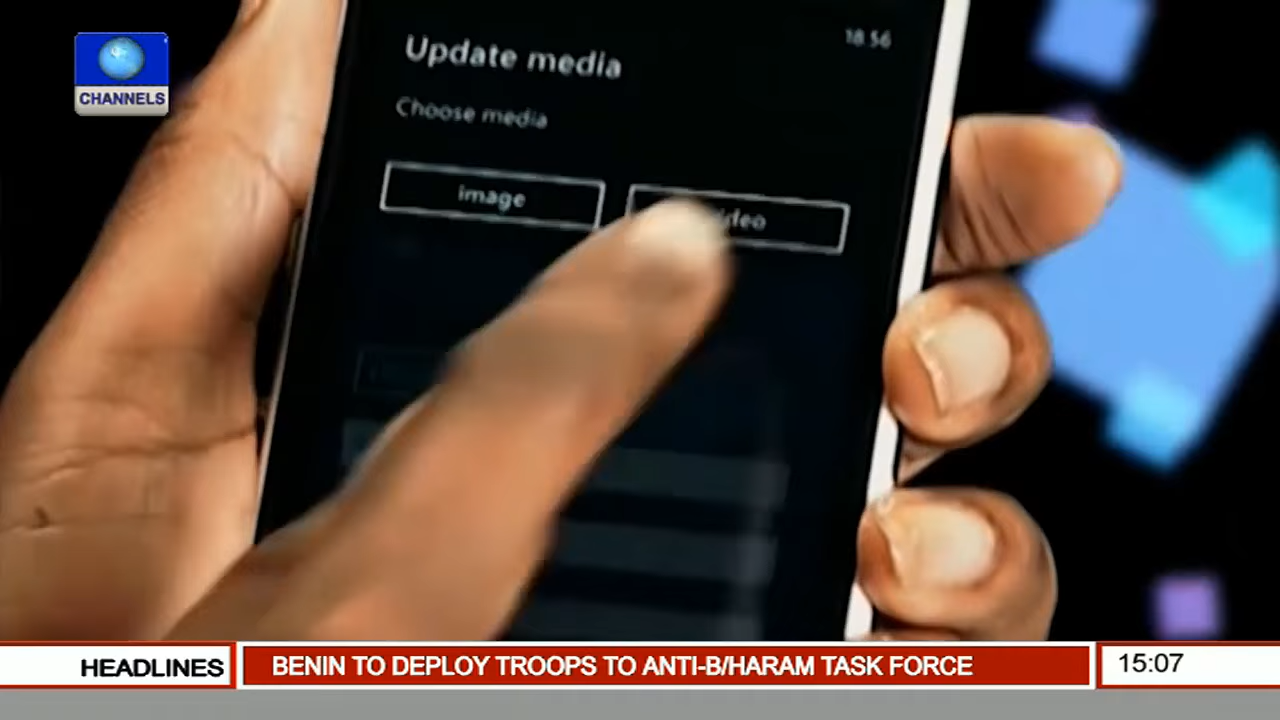 CHANNELS
18:56
Update media
Choose media
image
video
HEADLINES
BENIN TO DEPLOY TROOPS TO ANTI-B/HARAM TASK FORCE
15:07